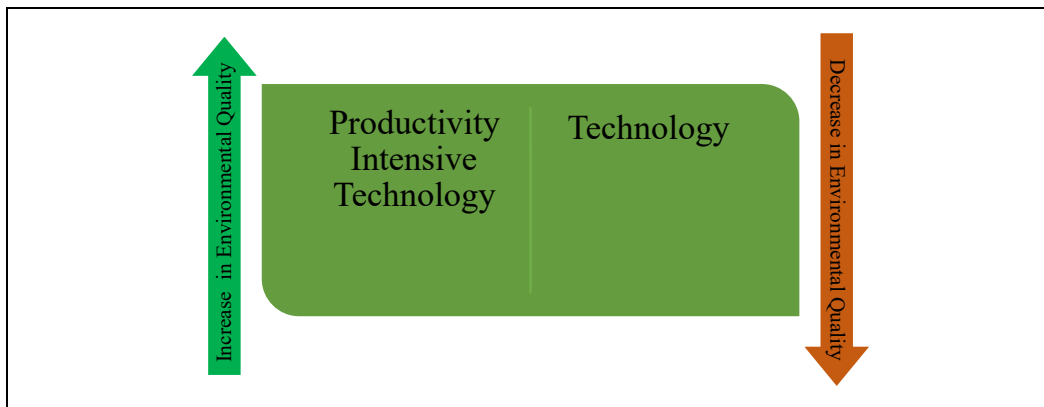 Increase in Environmental Quality
Productivity
Intensive
Technology
Technology
Decrease in Environmental Quality